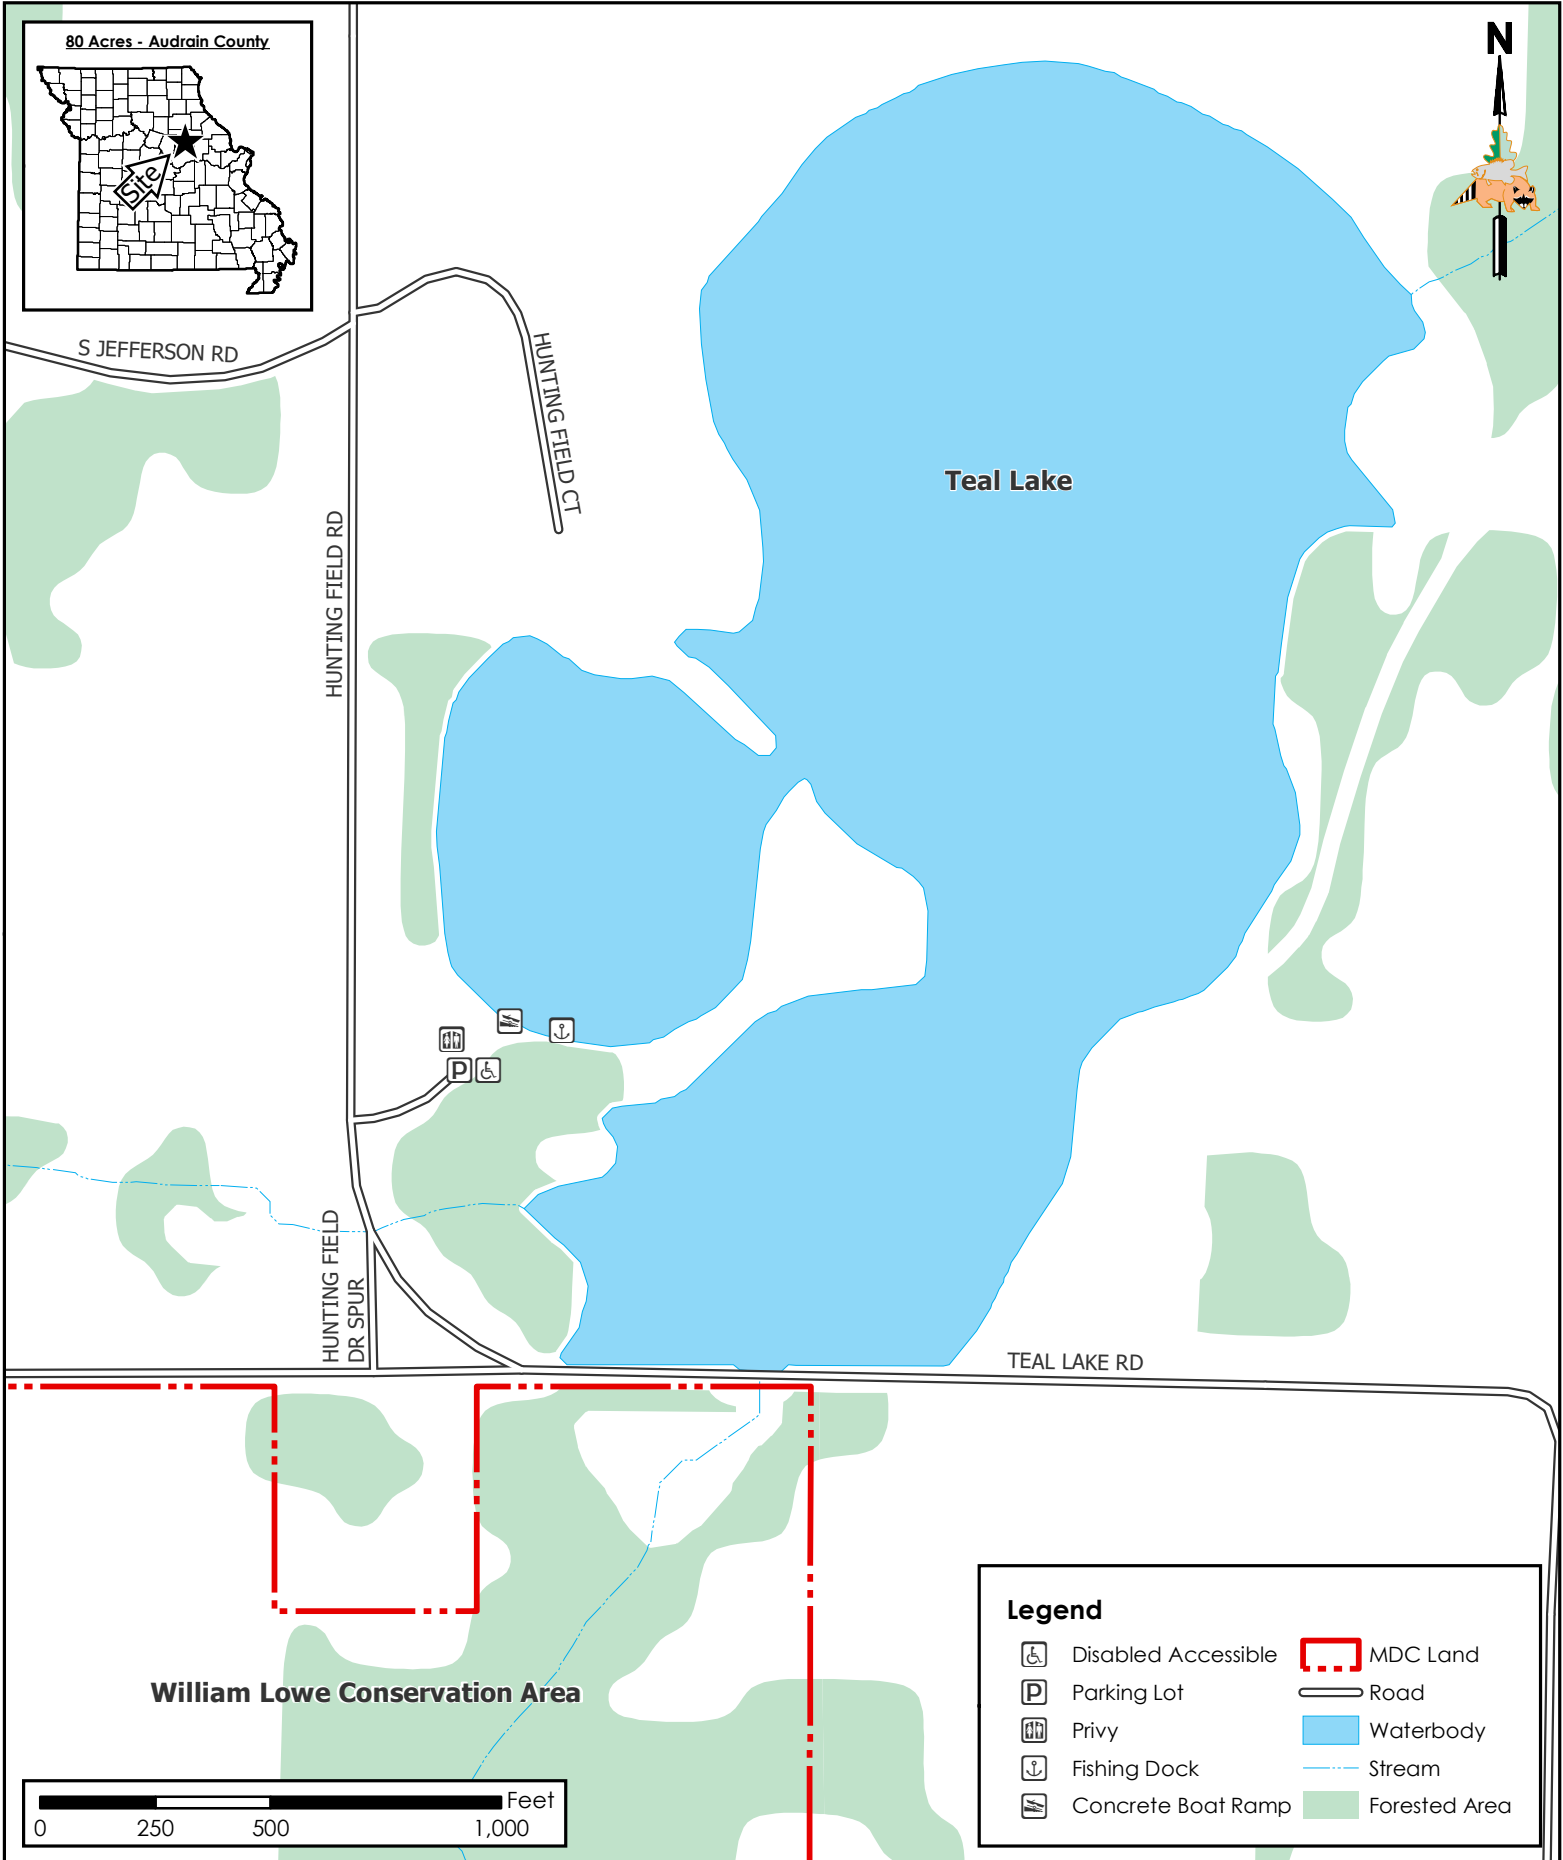 80 Acres - Audrain County
Site
N
S JEFFERSON RD
HUNTING FIELD CT
Teal Lake
HUNTING FIELD RD
P
HUNTING FIELD
DR SPUR
TEAL LAKE RD
William Lowe Conservation Area
Feet
0 250 500 1,000
Legend
Disabled Accessible
P Parking Lot
Privy
Fishing Dock
Concrete Boat Ramp
MDC Land
Road
Waterbody
Stream
Forested Area